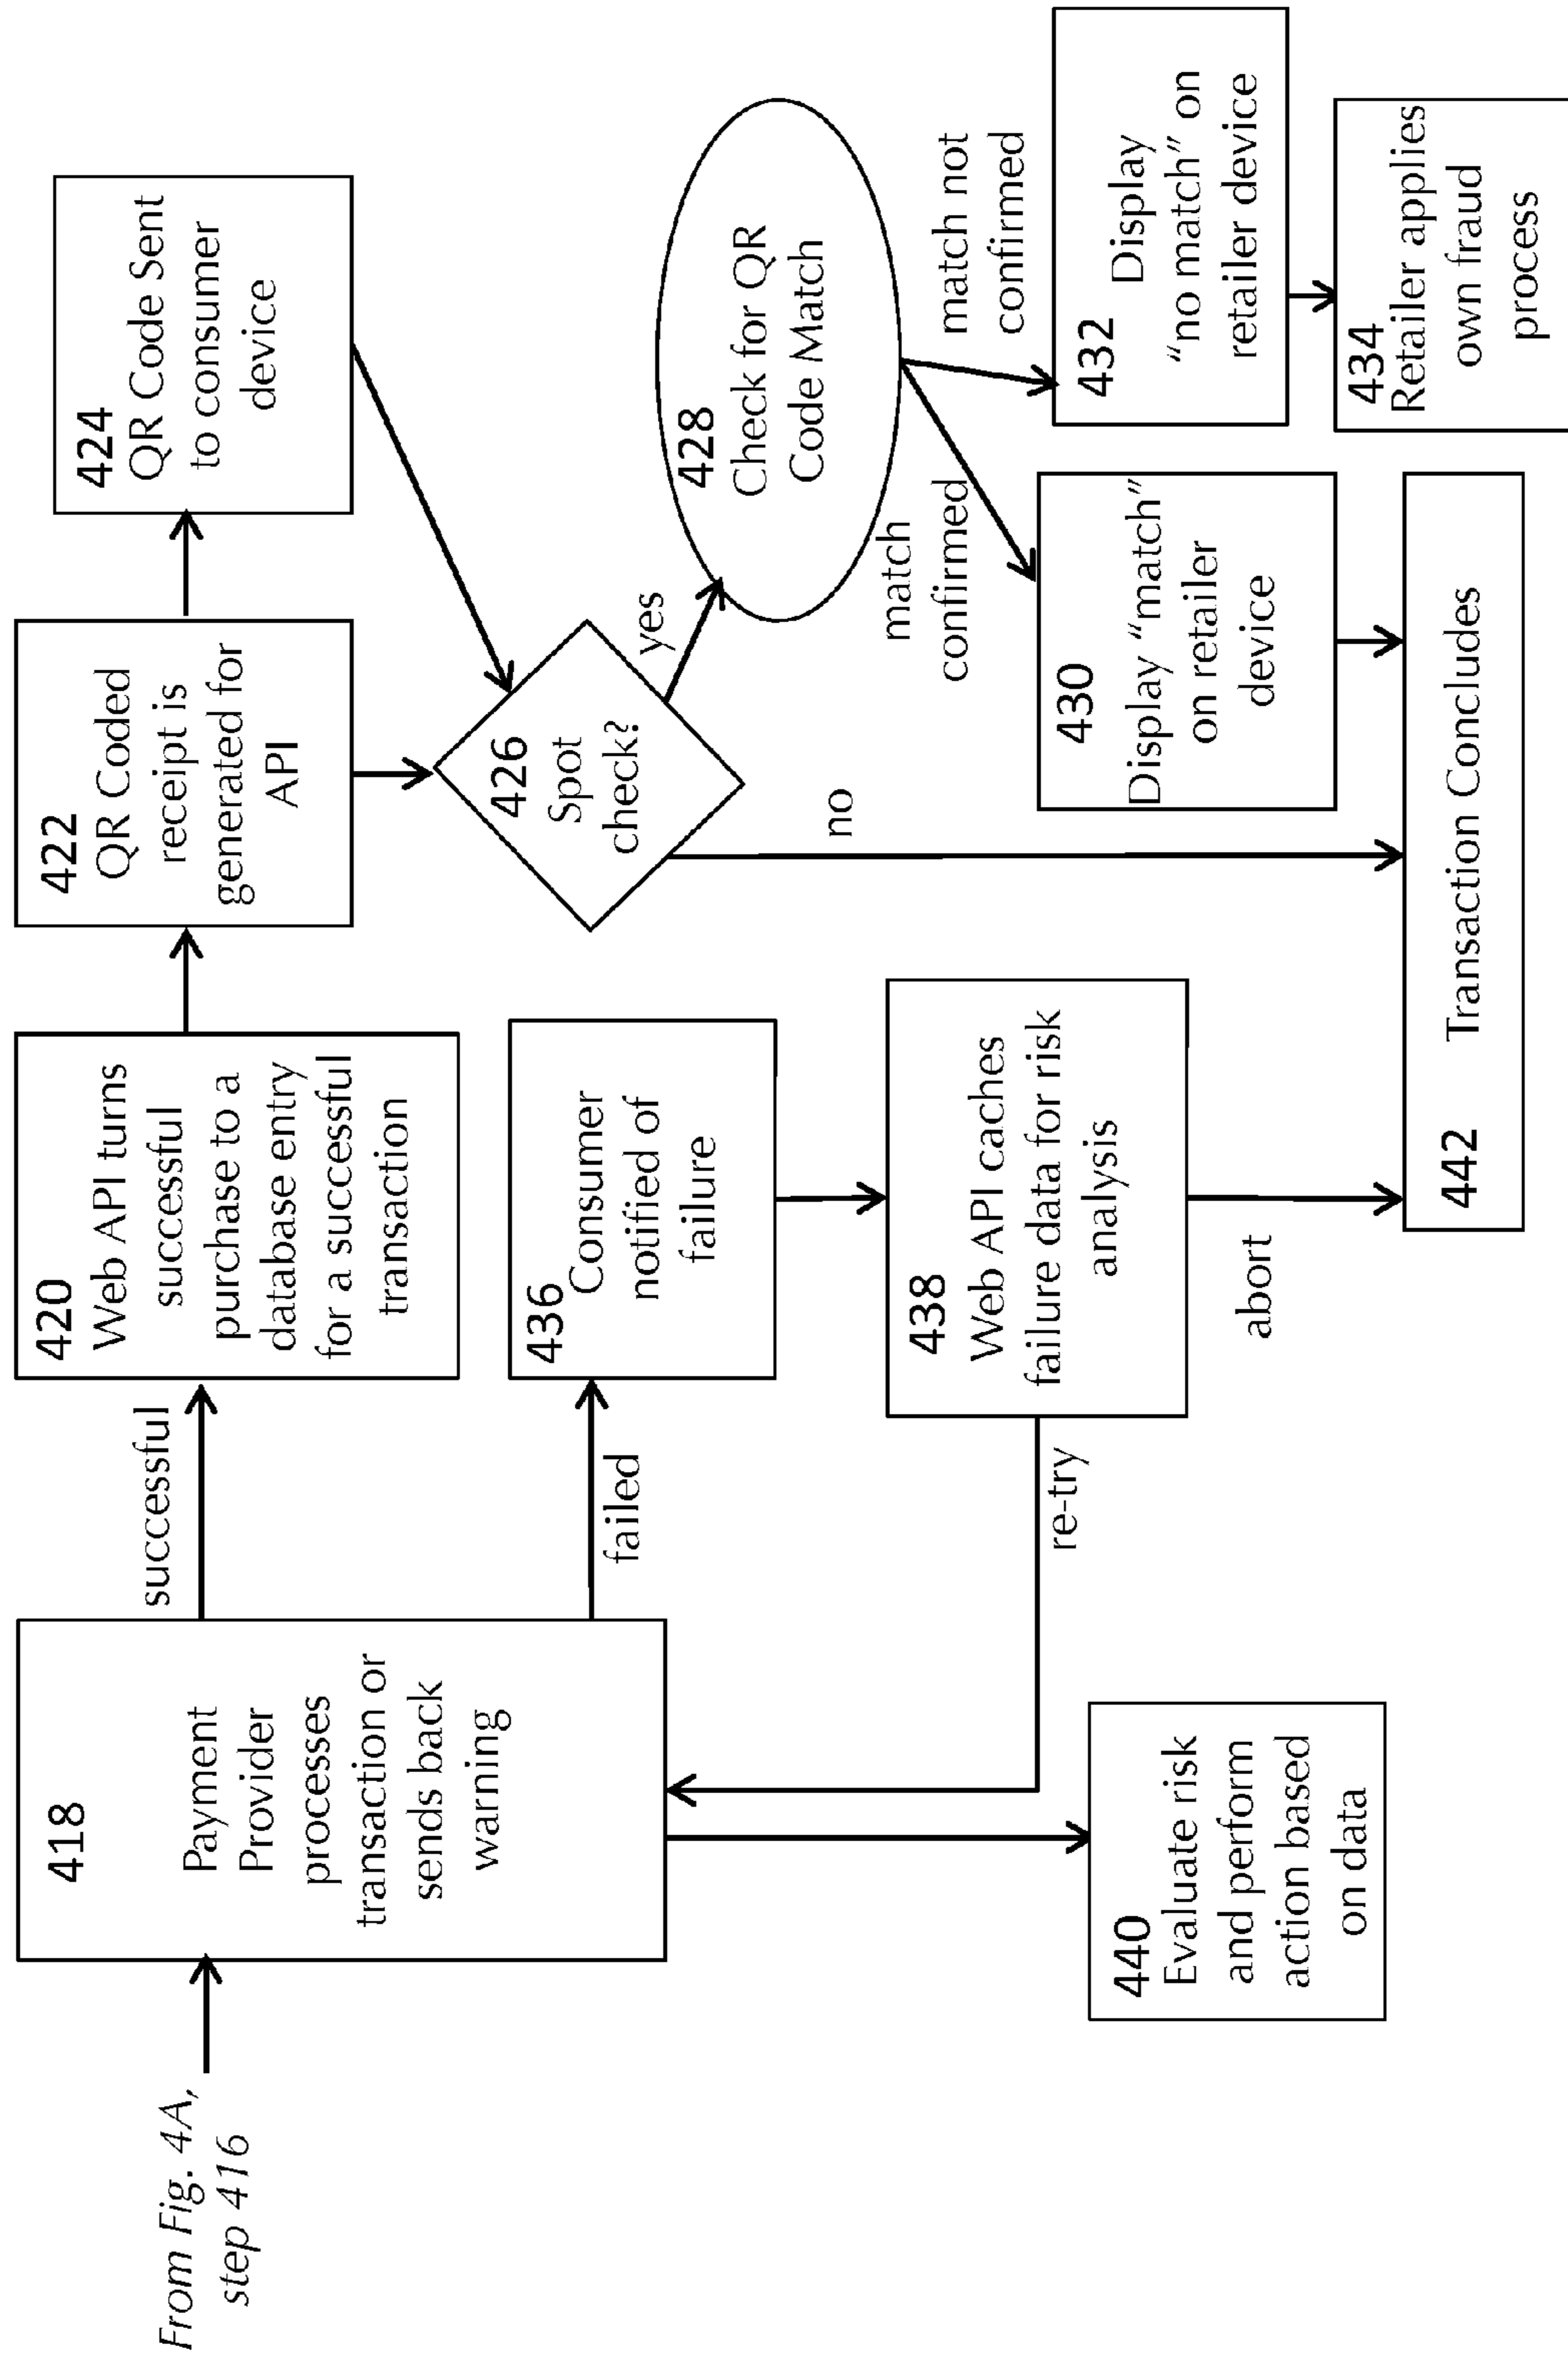 From Fig. 4A,
step 416
418
Payment
Provider
processes
transaction or
sends back
warning
successful
failed
420
Web API turns
successful
purchase to a
database entry
for a successful
transaction
422
QR Coded
receipt is
generated for
API
424
QR Code Sent
to consumer
device
426
Spot
check?
yes
no
428
Check for QR
Code Match
match
confirmed
match not
confirmed
430
Display “match”
on retailer
device
432 Display
“no match” on
retailer device
434
Retailer applies
own fraud
process
436
Consumer
notified of
failure
438
Web API caches
failure data for risk
analysis
re-try
abort
440
Evaluate risk
and perform
action based
on data
442 Transaction Concludes